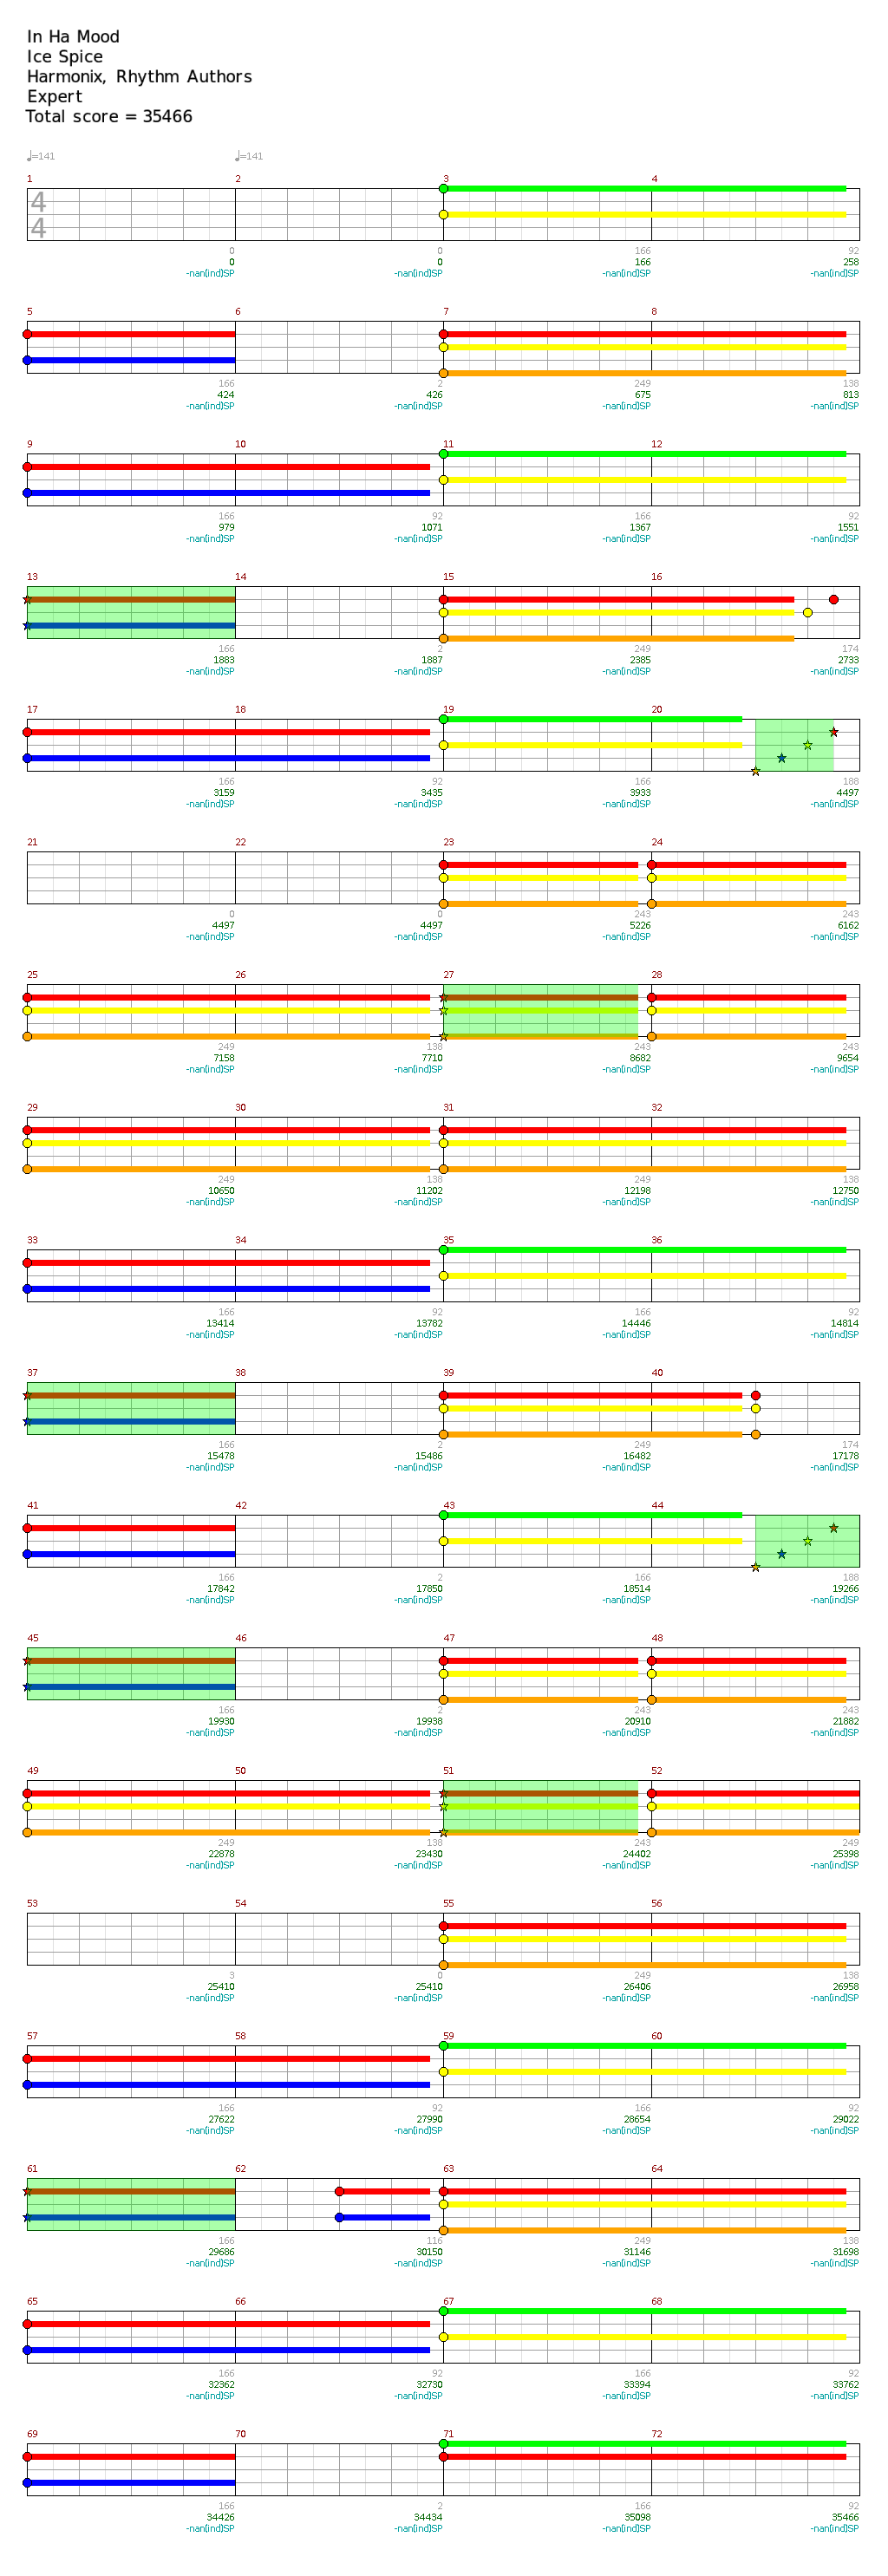 In Ha Mood
Ice Spice
Harmonix, Rhythm Authors
Expert
Total score = 35466
♩=141 ♩=141
1 2 3 4
4
4
0 0 166 92
0 0 166 258
-nan(ind)SP -nan(ind)SP -nan(ind)SP -nan(ind)SP
5 6 7 8
166 2 249 138
424 426 675 813
-nan(ind)SP -nan(ind)SP -nan(ind)SP -nan(ind)SP
9 10 11 12
166 92 166 92
979 1071 1367 1551
-nan(ind)SP -nan(ind)SP -nan(ind)SP -nan(ind)SP
13 14 15 16
166 2 249 174
1883 1887 2385 2733
-nan(ind)SP -nan(ind)SP -nan(ind)SP -nan(ind)SP
17 18 19 20
166 92 166 188
3159 3435 3933 4497
-nan(ind)SP -nan(ind)SP -nan(ind)SP -nan(ind)SP
21 22 23 24
0 0 243 243
4497 4497 5226 6162
-nan(ind)SP -nan(ind)SP -nan(ind)SP -nan(ind)SP
25 26 27 28
249 138 243 243
7158 7710 8682 9654
-nan(ind)SP -nan(ind)SP -nan(ind)SP -nan(ind)SP
29 30 31 32
249 138 249 138
10650 11202 12198 12750
-nan(ind)SP -nan(ind)SP -nan(ind)SP -nan(ind)SP
33 34 35 36
166 92 166 92
13414 13782 14446 14814
-nan(ind)SP -nan(ind)SP -nan(ind)SP -nan(ind)SP
37 38 39 40
166 2 249 174
15478 15486 16482 17178
-nan(ind)SP -nan(ind)SP -nan(ind)SP -nan(ind)SP
41 42 43 44
166 2 166 188
17842 17850 18514 19266
-nan(ind)SP -nan(ind)SP -nan(ind)SP -nan(ind)SP
45 46 47 48
166 2 243 243
19930 19938 20910 21882
-nan(ind)SP -nan(ind)SP -nan(ind)SP -nan(ind)SP
49 50 51 52
249 138 243 249
22878 23430 24402 25398
-nan(ind)SP -nan(ind)SP -nan(ind)SP -nan(ind)SP
53 54 55 56
3 0 249 138
25410 25410 26406 26958
-nan(ind)SP -nan(ind)SP -nan(ind)SP -nan(ind)SP
57 58 59 60
166 92 166 92
27622 27990 28654 29022
-nan(ind)SP -nan(ind)SP -nan(ind)SP -nan(ind)SP
61 62 63 64
166 116 249 138
29686 30150 31146 31698
-nan(ind)SP -nan(ind)SP -nan(ind)SP -nan(ind)SP
65 66 67 68
166 92 166 92
32362 32730 33394 33762
-nan(ind)SP -nan(ind)SP -nan(ind)SP -nan(ind)SP
69 70 71 72
166 2 166 92
34426 34434 35098 35466
-nan(ind)SP -nan(ind)SP -nan(ind)SP -nan(ind)SP